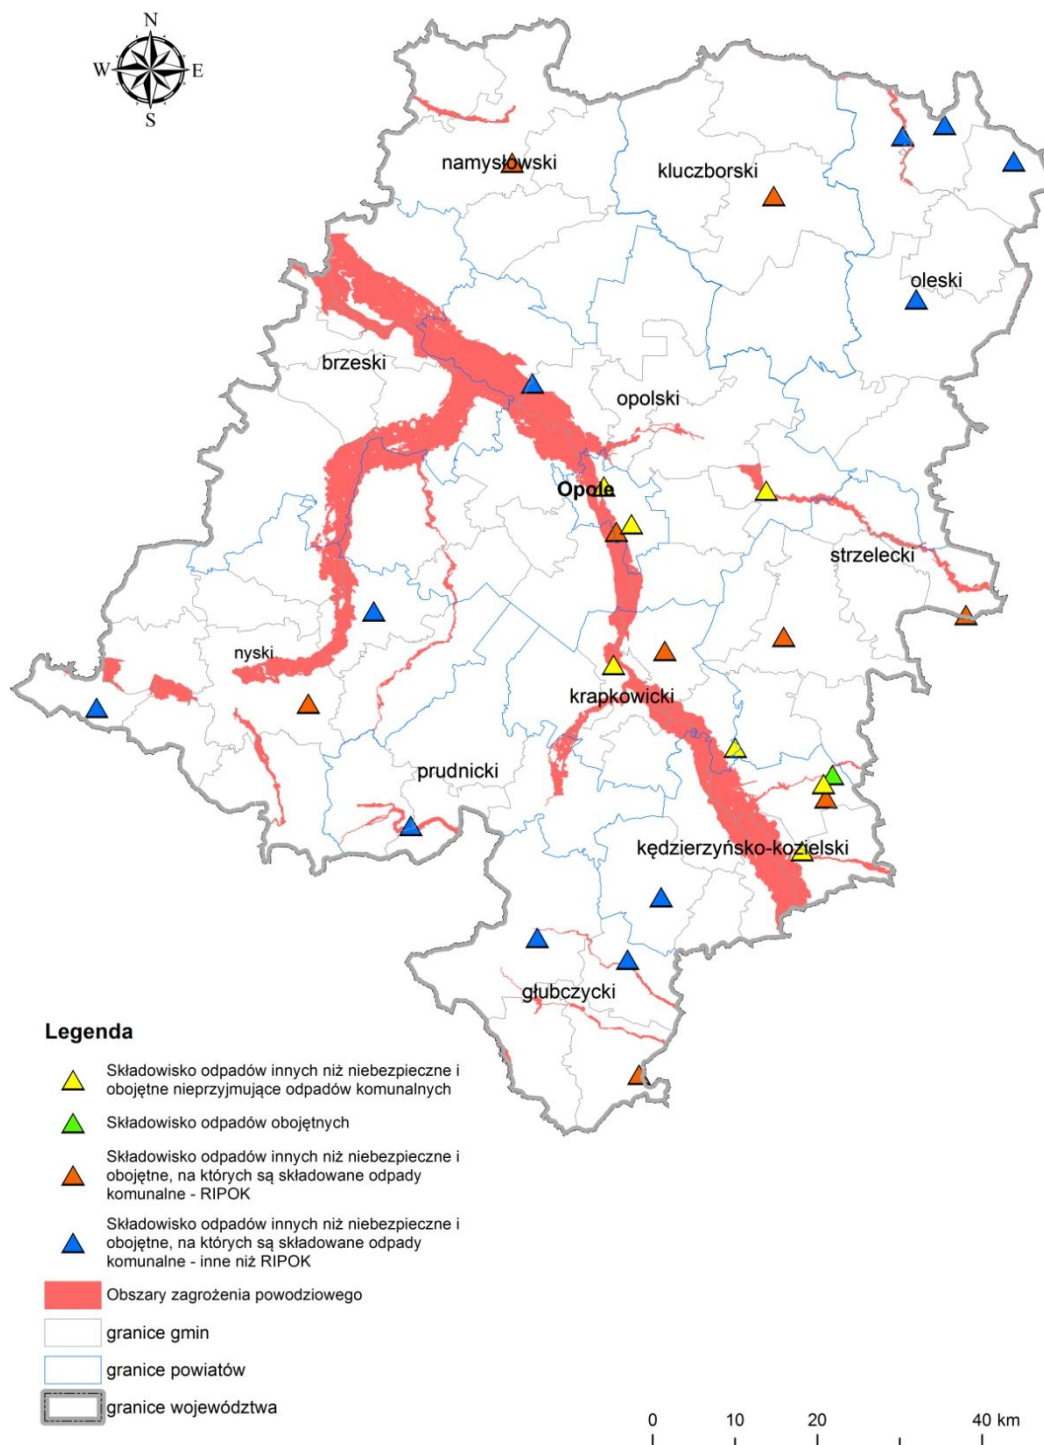 N
W E
S
namysłowski
kluczborski
oleski
brzeski
opolski
Opole
strzelecki
nyski
krapkowicki
prudnicki
kędzierzyńsko-kozielski
głubczycki
Legenda
Składowisko odpadów innych niż niebezpieczne i
obojętne nieprzyjmujące odpadów komunalnych
Składowisko odpadów obojętnych
Składowisko odpadów innych niż niebezpieczne i
obojętne, na których są składowane odpady
komunalne - RIPOK
Składowisko odpadów innych niż niebezpieczne i
obojętne, na których są składowane odpady
komunalne - inne niż RIPOK
Obszary zagrożenia powodziowego
granice gmin
granice powiatów
granice województwa
0 10 20 40 km